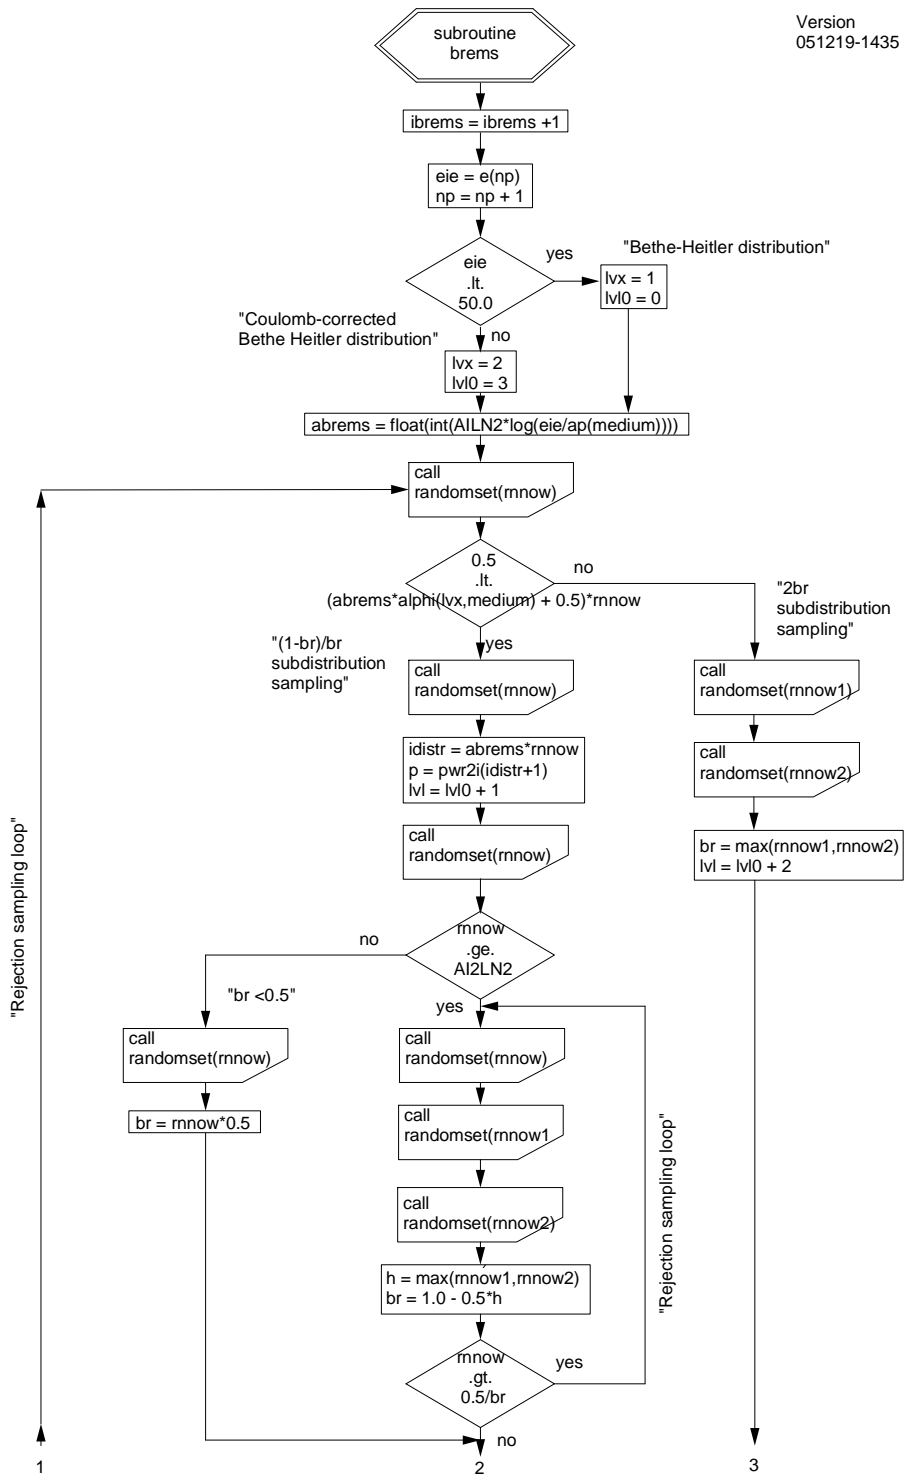 subroutine
brems
Version
051219-1435
ibrems = ibrems +1
eie = e(np)
np = np + 1
eie
.lt.
50.0
yes
"Bethe-Heitler distribution"
lvx = 1
lvl0 = 0
"Coulomb-corrected
Bethe Heitler distribution"
no
lvx = 2
lvl0 = 3
abrems = float(int(AILN2*log(eie/ap(medium))))
call
randomset(rnnow)
0.5
.lt.
(abrems*alphi(lvx,medium) + 0.5)*rnnow
no
"2br
subdistribution
sampling"
"(1-br)/br
subdistribution
sampling"
yes
call
randomset(rnnow)
call
randomset(rnnow1)
idistr = abrems*rnnow
p = pwr2i(idistr+1)
lvl = lvl0 + 1
call
randomset(rnnow2)
call
randomset(rnnow)
br = max(rnnow1,rnnow2)
lvl = lvl0 + 2
"Rejection sampling loop"
rnnow
.ge.
AI2LN2
no
"br <0.5"
yes
call
randomset(rnnow)
br = rnnow*0.5
call
randomset(rnnow)
call
randomset(rnnow1
call
randomset(rnnow2)
h = max(rnnow1,rnnow2)
br = 1.0 - 0.5*h
"Rejection sampling loop"
rnnow
.gt.
0.5/br
yes
no
1
2
3